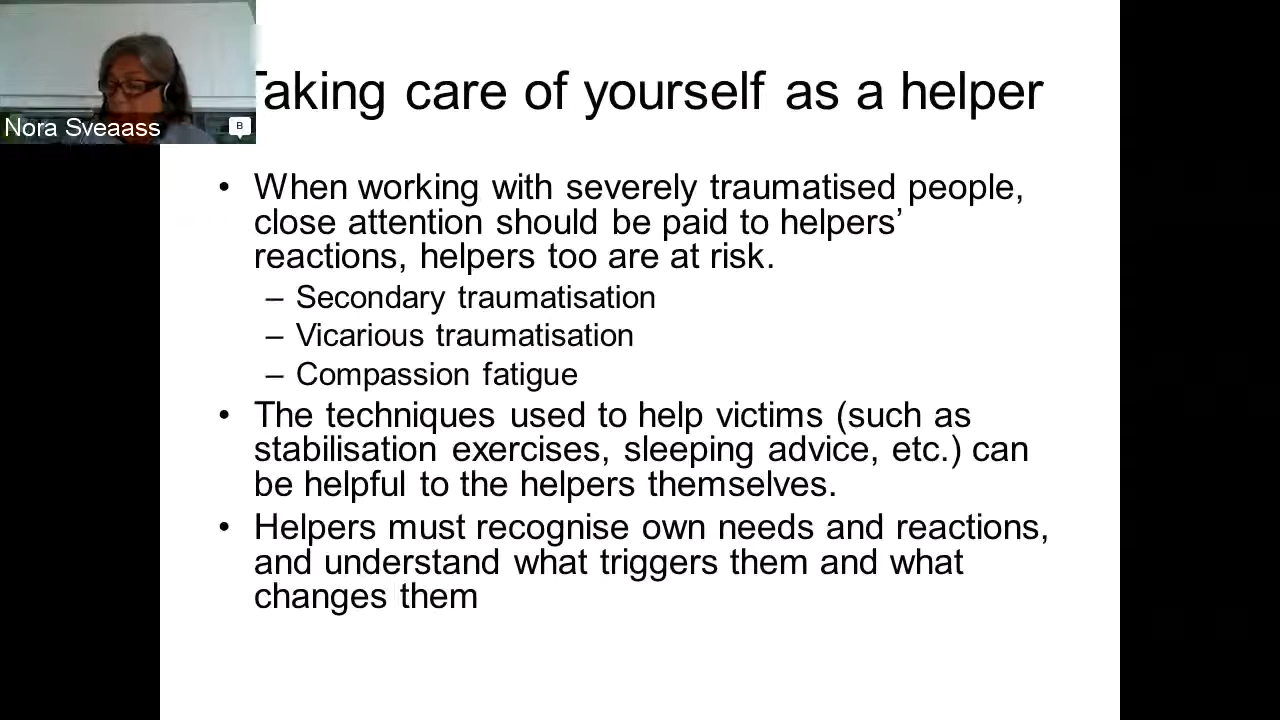 Taking care of yourself as a helper
Nora Sveaass
B
• When working with severely traumatised people,
close attention should be paid to helpers’
reactions, helpers too are at risk.
– Secondary traumatisation
– Vicarious traumatisation
– Compassion fatigue
• The techniques used to help victims (such as
stabilisation exercises, sleeping advice, etc.) can
be helpful to the helpers themselves.
• Helpers must recognise own needs and reactions,
and understand what triggers them and what
changes them